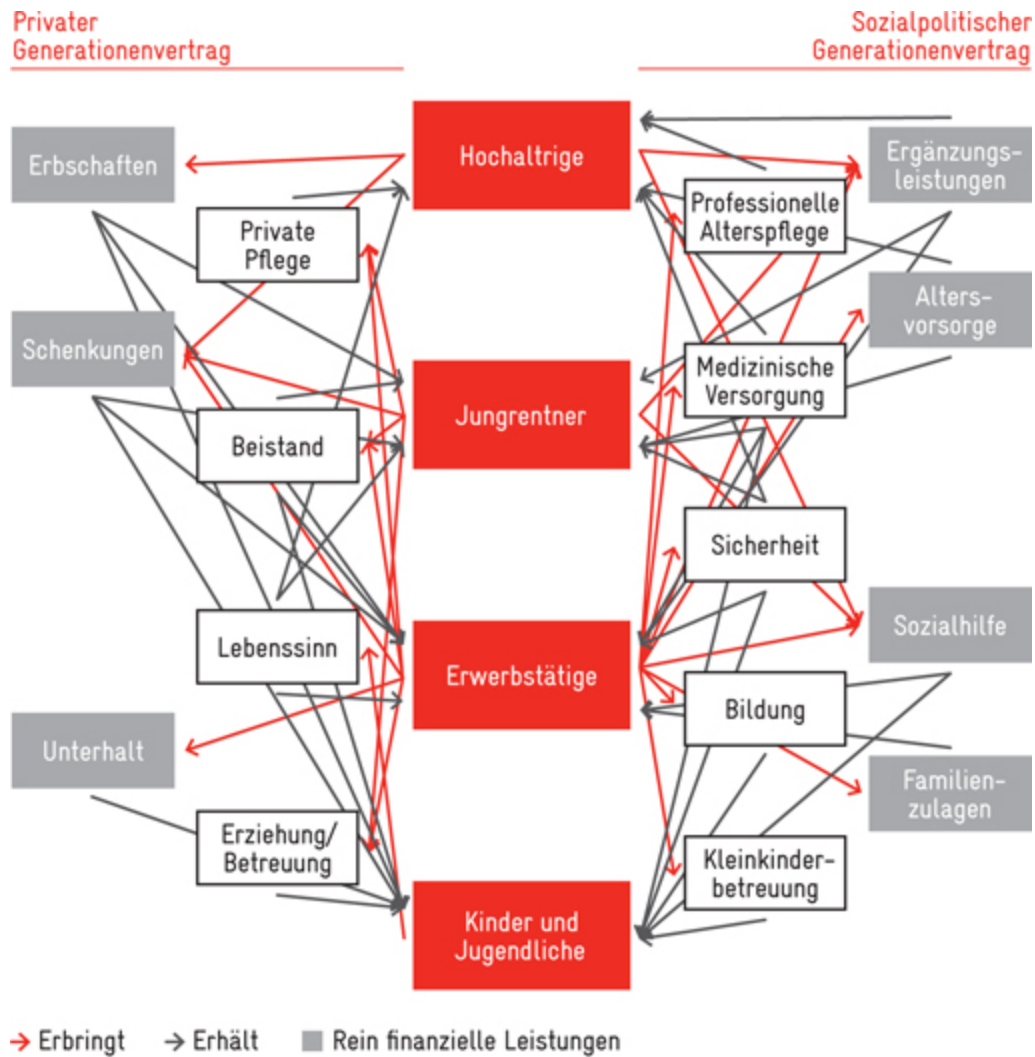 Privater
Generationenvertrag
Sozialpolitischer
Generationenvertrag
Erbschaften
Hochaltrige
Ergänzungs-
leistungen
Private
Pflege
Professionelle
Alterspflege
Schenkungen
Alters-
vorsorge
Medizinische
Versorgung
Beistand
Jungrentner
Sicherheit
Lebenssinn
Erwerbstätige
Sozialhilfe
Bildung
Unterhalt
Familien-
zulagen
Erziehung/
Betreuung
Kleinkinder-
betreuung
Kinder und
Jugendliche
Erbringt
Erhält
Rein finanzielle Leistungen